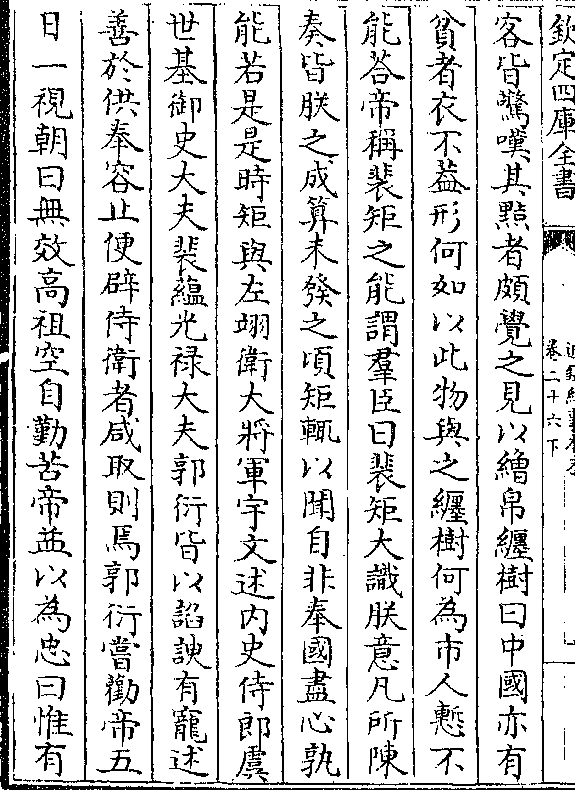 欽定四庫全書
卷二十六下
客皆驚嘆其黠者頗覺之見以繒帛纏樹曰中國亦有
貧者衣不葢形何如以此物與之纏樹何為市人慙不
能荅帝稱裴矩之能謂羣臣曰裴矩大識朕意凡所陳
奏皆朕之成算未發之頃矩輒以聞自非奉國盡心孰
能若是是時矩與左翊衛大將軍宇文述内史侍郎虞
世基御史大夫裴藴光禄大夫郭衍皆以諂諛有寵述
善於供奉容止便辟侍衛者咸取則焉郭衍嘗勸帝五
日一視朝曰無效高祖空自勤苦帝益以為忠曰惟有